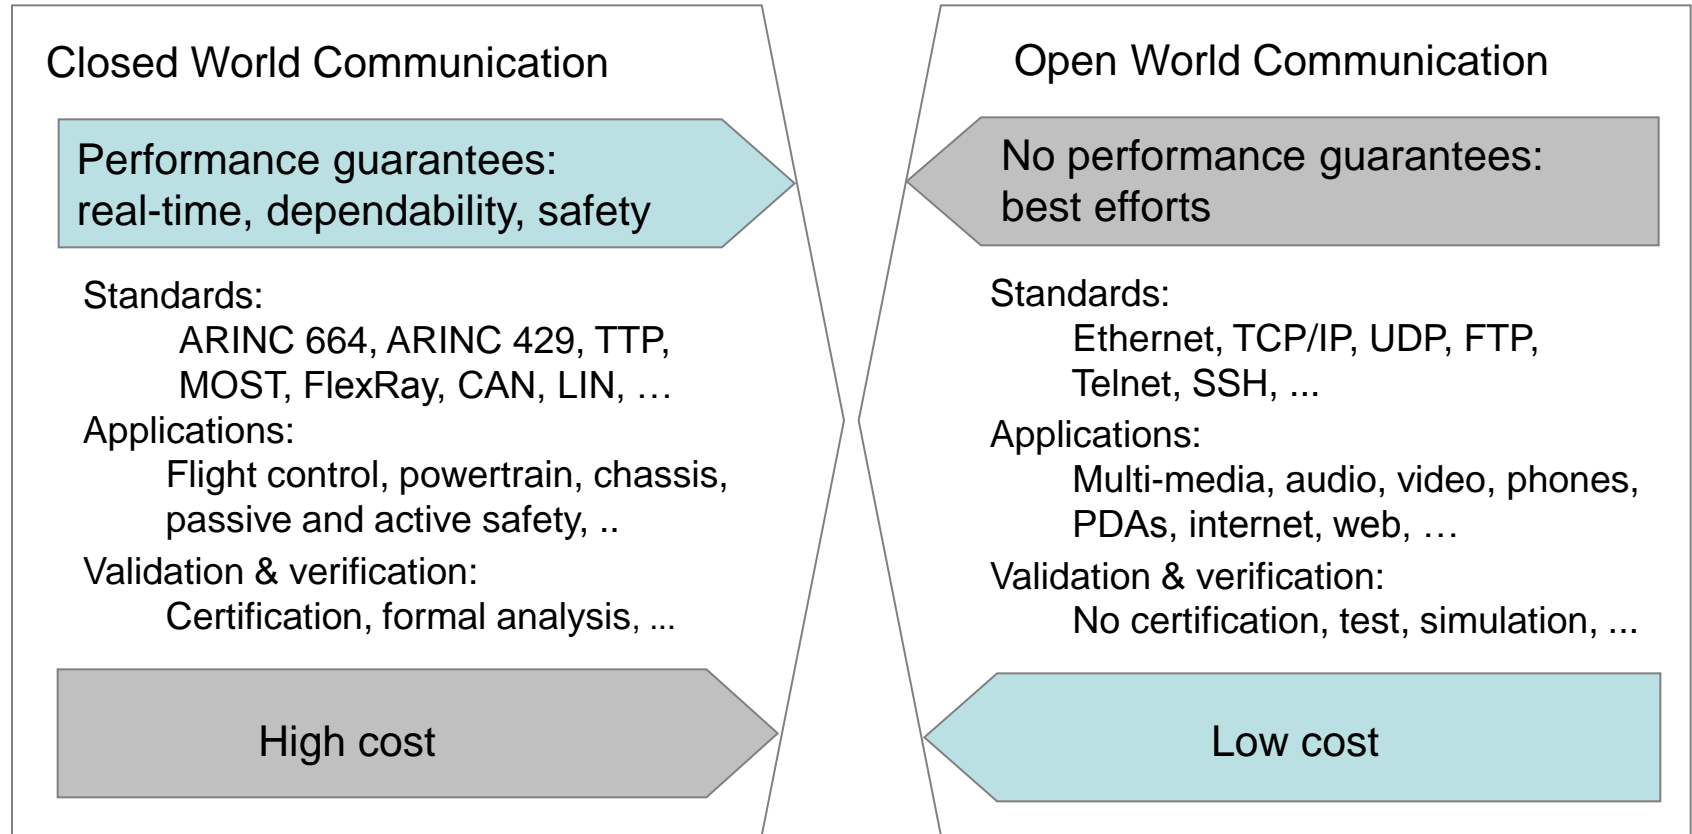 Closed World Communication
Performance guarantees:
real-time, dependability, safety
Standards:
ARINC 664, ARINC 429, TTP,
MOST, FlexRay, CAN, LIN, …
Applications:
Flight control, powertrain, chassis,
passive and active safety, ..
Validation & verification:
Certification, formal analysis, ...
High cost
Open World Communication
No performance guarantees:
best efforts
Standards:
Ethernet, TCP/IP, UDP, FTP,
Telnet, SSH, ...
Applications:
Multi-media, audio, video, phones,
PDAs, internet, web, …
Validation & verification:
No certification, test, simulation, ...
Low cost